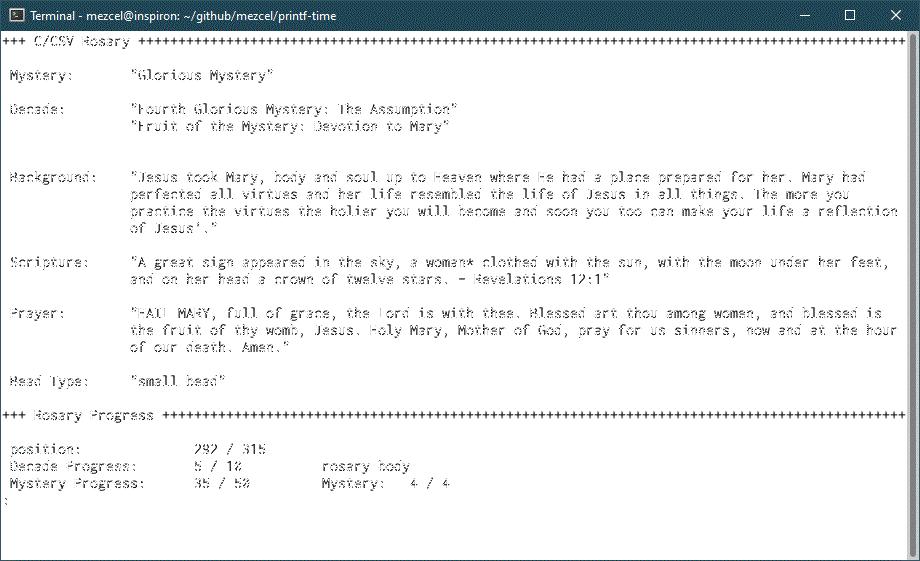 Terminal - mezcel@inspiron: ~/github/mezcel/printf-time
+++ C/CSV Rosary ++++++++++++++++++++++++++++++++++++++++++++++++++++++++++++++++++++++++++++++++++++++++++++++++
Mystery: "Glorious Mystery"
Decade: "Fourth Glorious Mystery: The Assumption"
"Fruit of the Mystery: Devotion to Mary"
Background: "Jesus took Mary, body and soul up to Heaven where He had a place prepared for her. Mary had
perfected all virtues and her life resembled the life of Jesus in all things. The more you
practice the virtues the holier you will become and soon you too can make your life a reflection
of Jesus'."
Scripture: "A great sign appeared in the sky, a woman* clothed with the sun, with the moon under her feet,
and on her head a crown of twelve stars. - Revelations 12:1"
Prayer: "HAIL MARY, full of grace, the Lord is with thee. Blessed art thou among women, and blessed is
the fruit of thy womb, Jesus. Holy Mary, Mother of God, pray for us sinners, now and at the hour
of our death. Amen."
Bead Type: "small bead"
+++ Rosary Progress +++++++++++++++++++++++++++++++++++++++++++++++++++++++++++++++++++++++++++++++++++++++++++++
position: 292 / 315
Decade Progress: 5 / 10 rosary body
Mystery Progress: 35 / 50 Mystery: 4 / 4
: